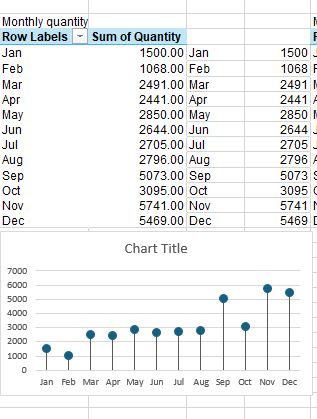 Monthly quantity
Row Labels Sum of Quantity
Jan 1500.00 Jan 1500
Feb 1068.00 Feb 1068
Mar 2491.00 Mar 2491
Apr 2441.00 Apr 2441
May 2850.00 May 2850
Jun 2644.00 Jun 2644
Jul 2705.00 Jul 2705
Aug 2796.00 Aug 2796
Sep 5073.00 Sep 5073
Oct 3095.00 Oct 3095
Nov 5741.00 Nov 5741
Dec 5469.00 Dec 5469
Chart Title
7000
6000
5000
4000
3000
2000
1000
0
Jan Feb Mar Apr May Jun Jul Aug Sep Oct Nov Dec